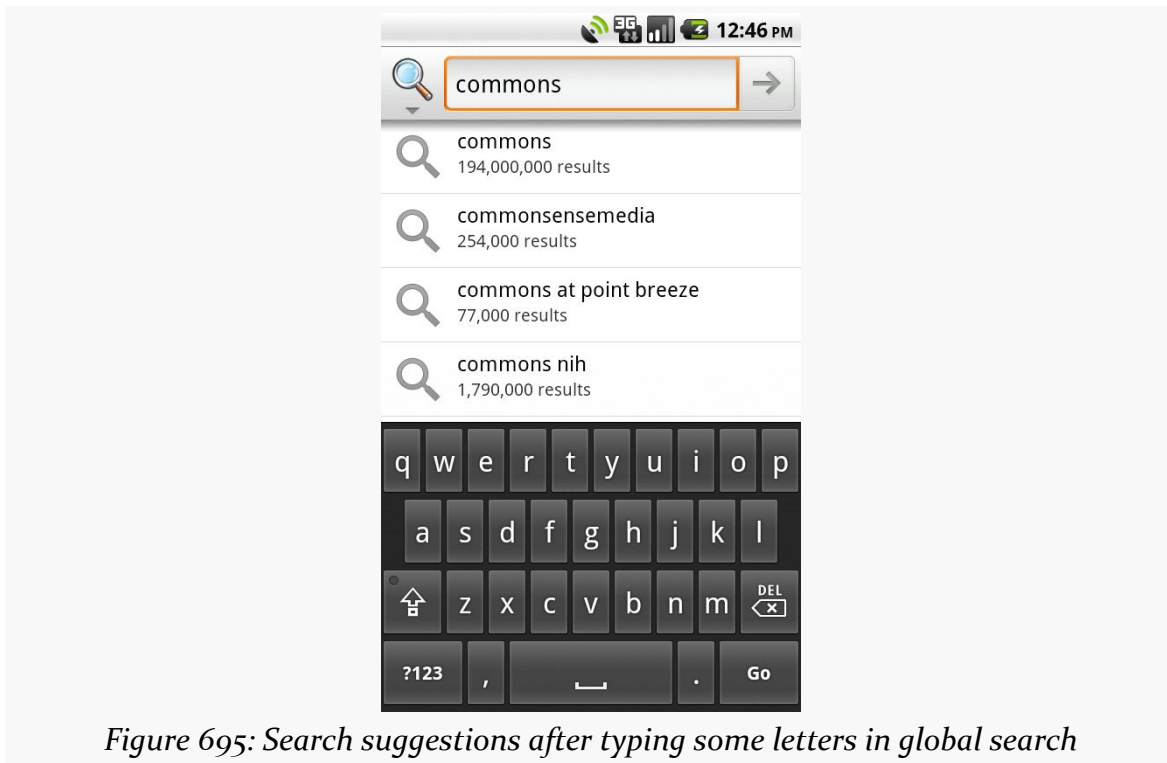 3G
12:46 PM
commons
commons
194,000,000 results
commonsensemedia
254,000 results
commons at point breeze
77,000 results
commons nih
1,790,000 results
q w e r t y u i o p
a s d f g h j k l
z x c v b n m DEL
?123 , . Go
Figure 695: Search suggestions after typing some letters in global search